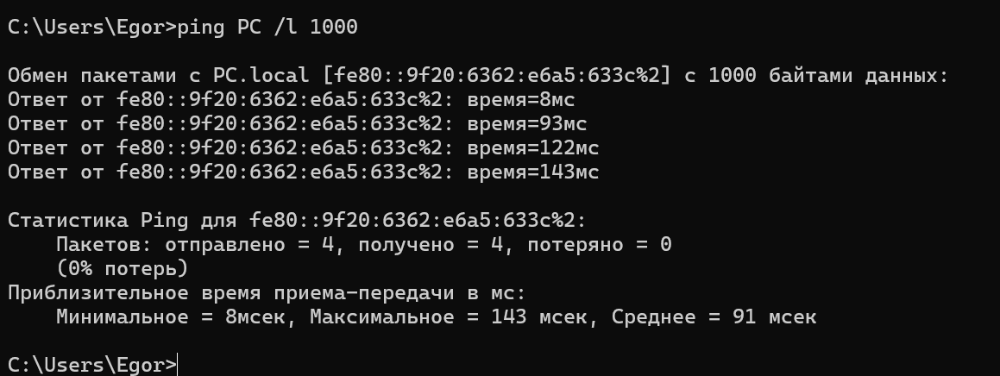 C:\Users\Egor>ping PC /l 1000
Обмен пакетами с PC.local [fe80::9f20:6362:e6a5:633c%2] с 1000 байтами данных:
Ответ от fe80::9f20:6362:e6a5:633c%2: время=8мс
Ответ от fe80::9f20:6362:e6a5:633c%2: время=93мс
Ответ от fe80::9f20:6362:e6a5:633c%2: время=122мс
Ответ от fe80::9f20:6362:e6a5:633c%2: время=143мс
Статистика Ping для fe80::9f20:6362:e6a5:633c%2:
    Пакетов: отправлено = 4, получено = 4, потеряно = 0
    (0% потерь)
Приблизительное время приема-передачи в мс:
    Минимальное = 8мсек, Максимальное = 143 мсек, Среднее = 91 мсек
C:\Users\Egor>